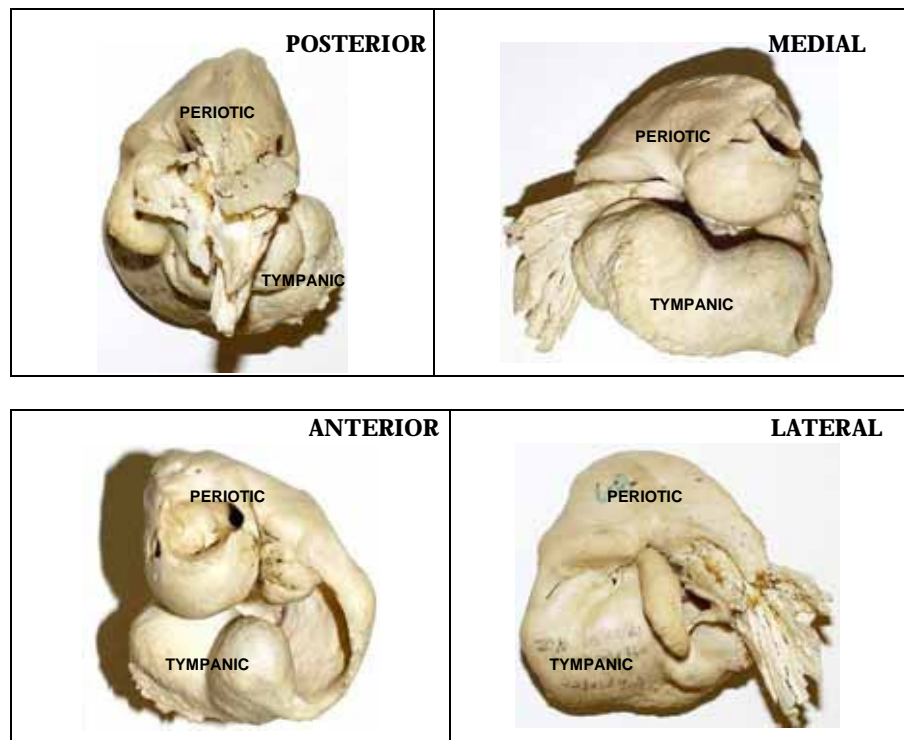 POSTERIOR
PERIOTIC
TYMPANIC
MEDIAL
PERIOTIC
TYMPANIC
ANTERIOR
PERIOTIC
TYMPANIC
LATERAL
PERIOTIC
TYMPANIC